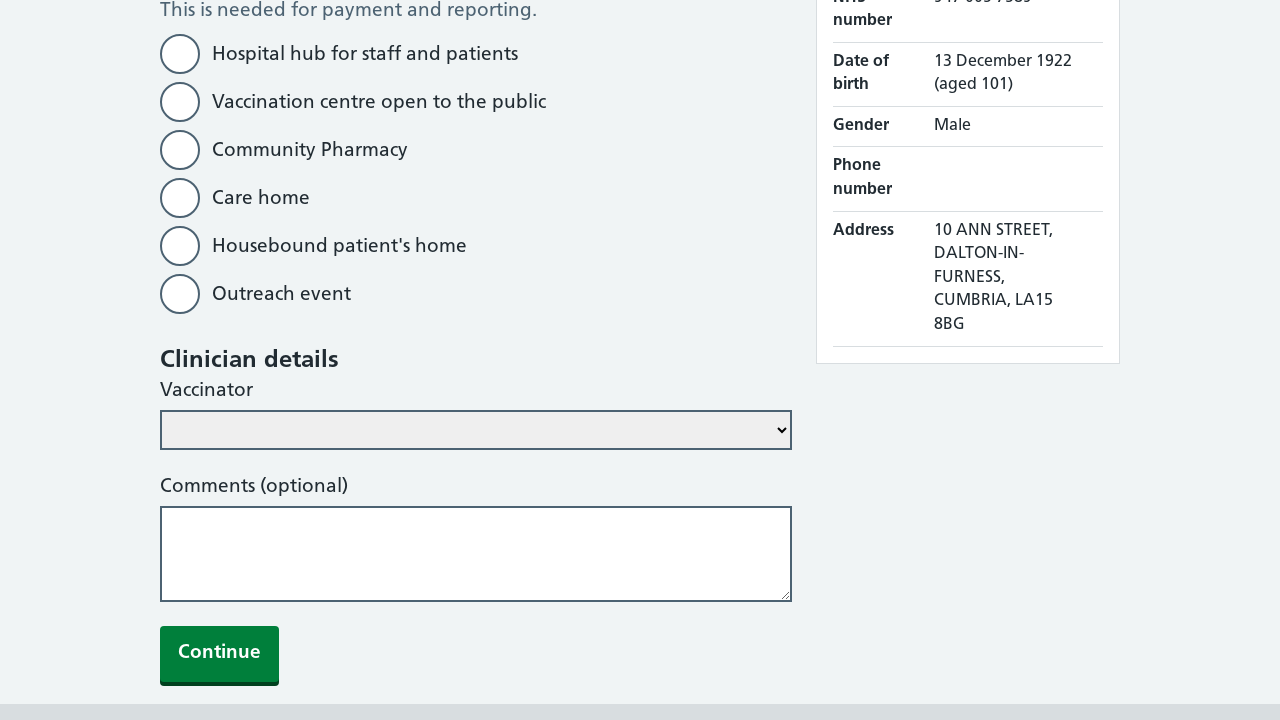 This is needed for payment and reporting.
Hospital hub for staff and patients
Vaccination centre open to the public
Community Pharmacy
Care home
Housebound patient's home
Outreach event
Clinician details
Vaccinator
Comments (optional)
Continue
number
Date of birth
13 December 1922
(aged 101)
Gender
Male
Phone
number
Address
10 ANN STREET,
DALTON-IN-
FURNESS,
CUMBRIA, LA15
8BG